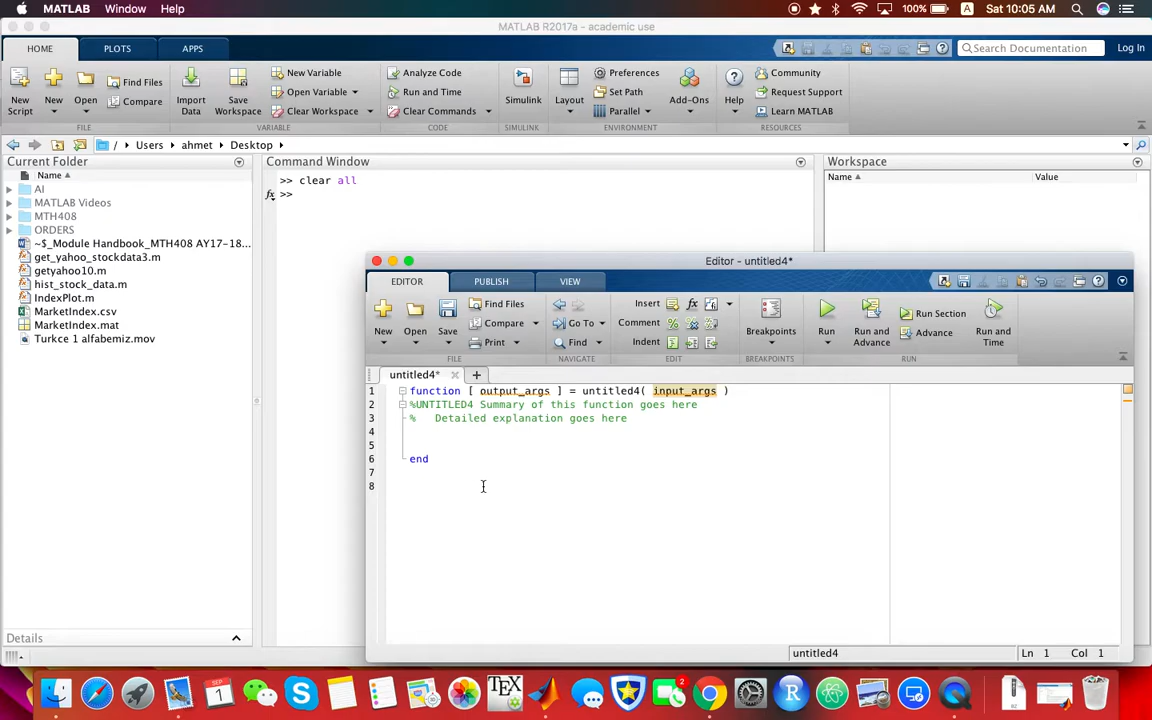 MATLAB Window Help 100% A Sat 10:05 AM
MATLAB R2017a - academic use
HOME PLOTS APPS Search Documentation Log In
New Script
New
Open
Find Files
Compare
FILE
Import Data
Save Workspace
New Variable
Open Variable
Clear Workspace
VARIABLE
Analyze Code
Run and Time
Clear Commands
CODE
Simulink
SIMULINK
Layout
Preferences
Set Path
Parallel
ENVIRONMENT
Add-Ons
Help
Community
Request Support
Learn MATLAB
RESOURCES
/ Users ahmet Desktop
Current Folder
Name
AI
MATLAB Videos
MTH408
ORDERS
~$_Module Handbook_MTH408 AY17-18...
get_yahoo_stockdata3.m
getyahoo10.m
hist_stock_data.m
IndexPlot.m
MarketIndex.csv
MarketIndex.mat
Turkce 1 alfabemiz.mov
Details
Command Window
>> clear all
fx >>
Workspace
Name Value
Editor - untitled4*
EDITOR PUBLISH VIEW
New
Open
Save
Find Files
Compare
Print
FILE
Go To
Find
NAVIGATE
Insert fx
Comment
Indent
EDIT
Breakpoints
BREAKPOINTS
Run
Run and Advance
Run Section
Advance
Run and Time
RUN
untitled4* +
1 function [ output_args ] = untitled4( input_args )
2 %UNTITLED4 Summary of this function goes here
3 % Detailed explanation goes here
4
5
6 end
7
8
untitled4 Ln 1 Col 1
SEP 1
TEX
2
R